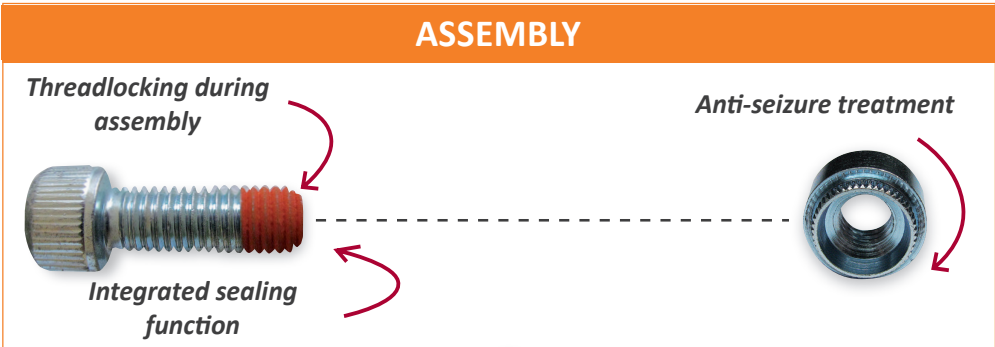 ASSEMBLY
Threadlocking during
assembly
Anti-seizure treatment
Integrated sealing
function